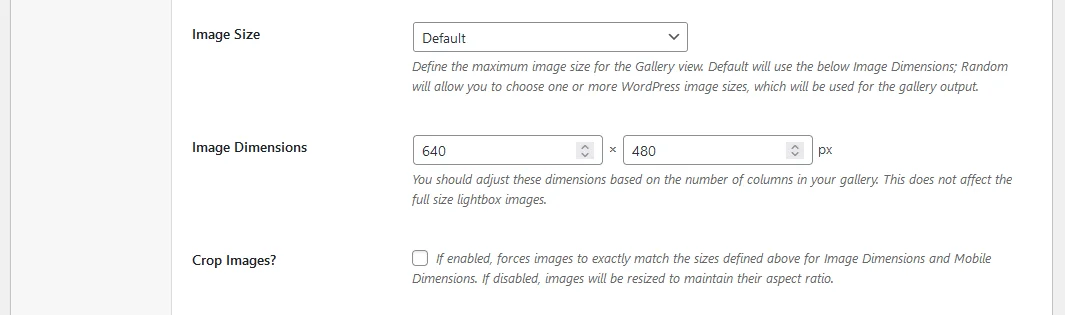 Image Size
Default
Define the maximum image size for the Gallery view. Default will use the below Image Dimensions; Random
will allow you to choose one or more WordPress image sizes, which will be used for the gallery output.
Image Dimensions
640 × 480 px
You should adjust these dimensions based on the number of columns in your gallery. This does not affect the
full size lightbox images.
Crop Images?
If enabled, forces images to exactly match the sizes defined above for Image Dimensions and Mobile
Dimensions. If disabled, images will be resized to maintain their aspect ratio.